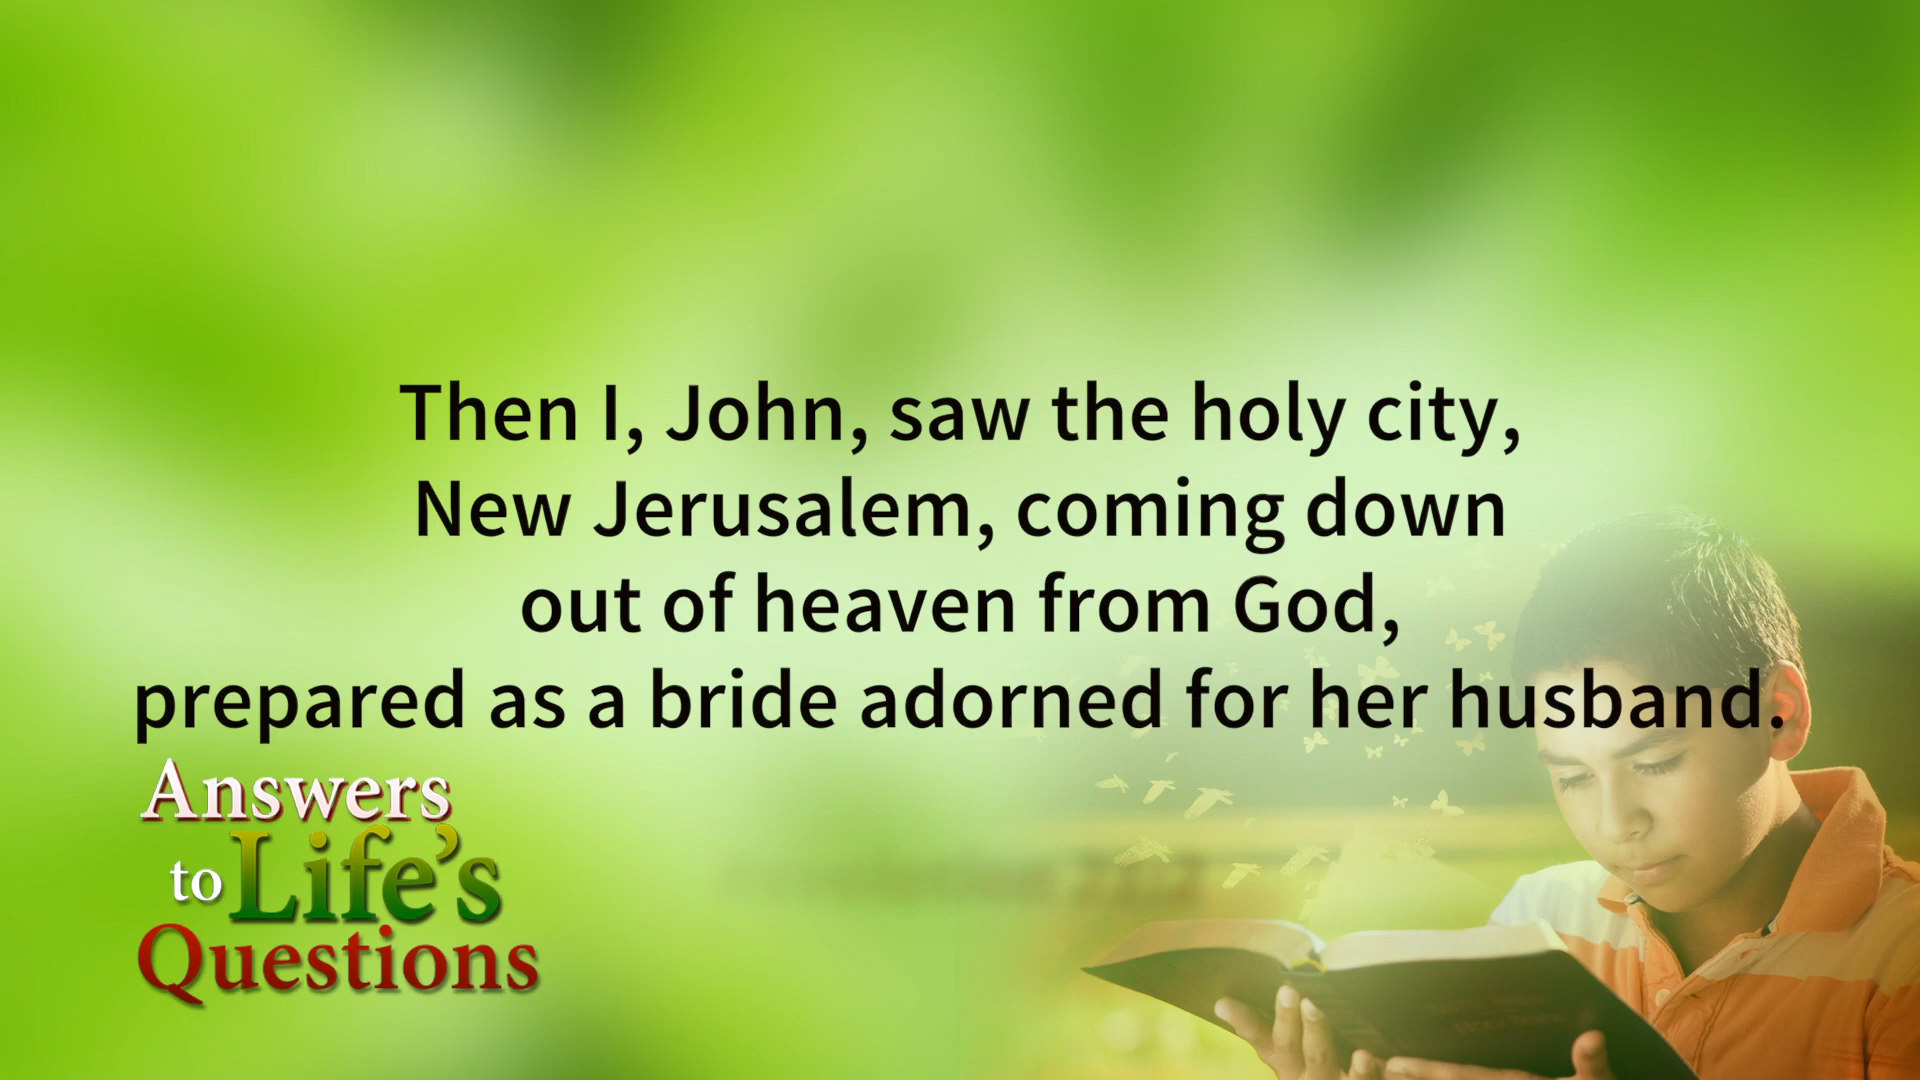 Then I, John, saw the holy city,
New Jerusalem, coming down
out of heaven from God,
prepared as a bride adorned for her husband.
Answers
to Life's
Questions